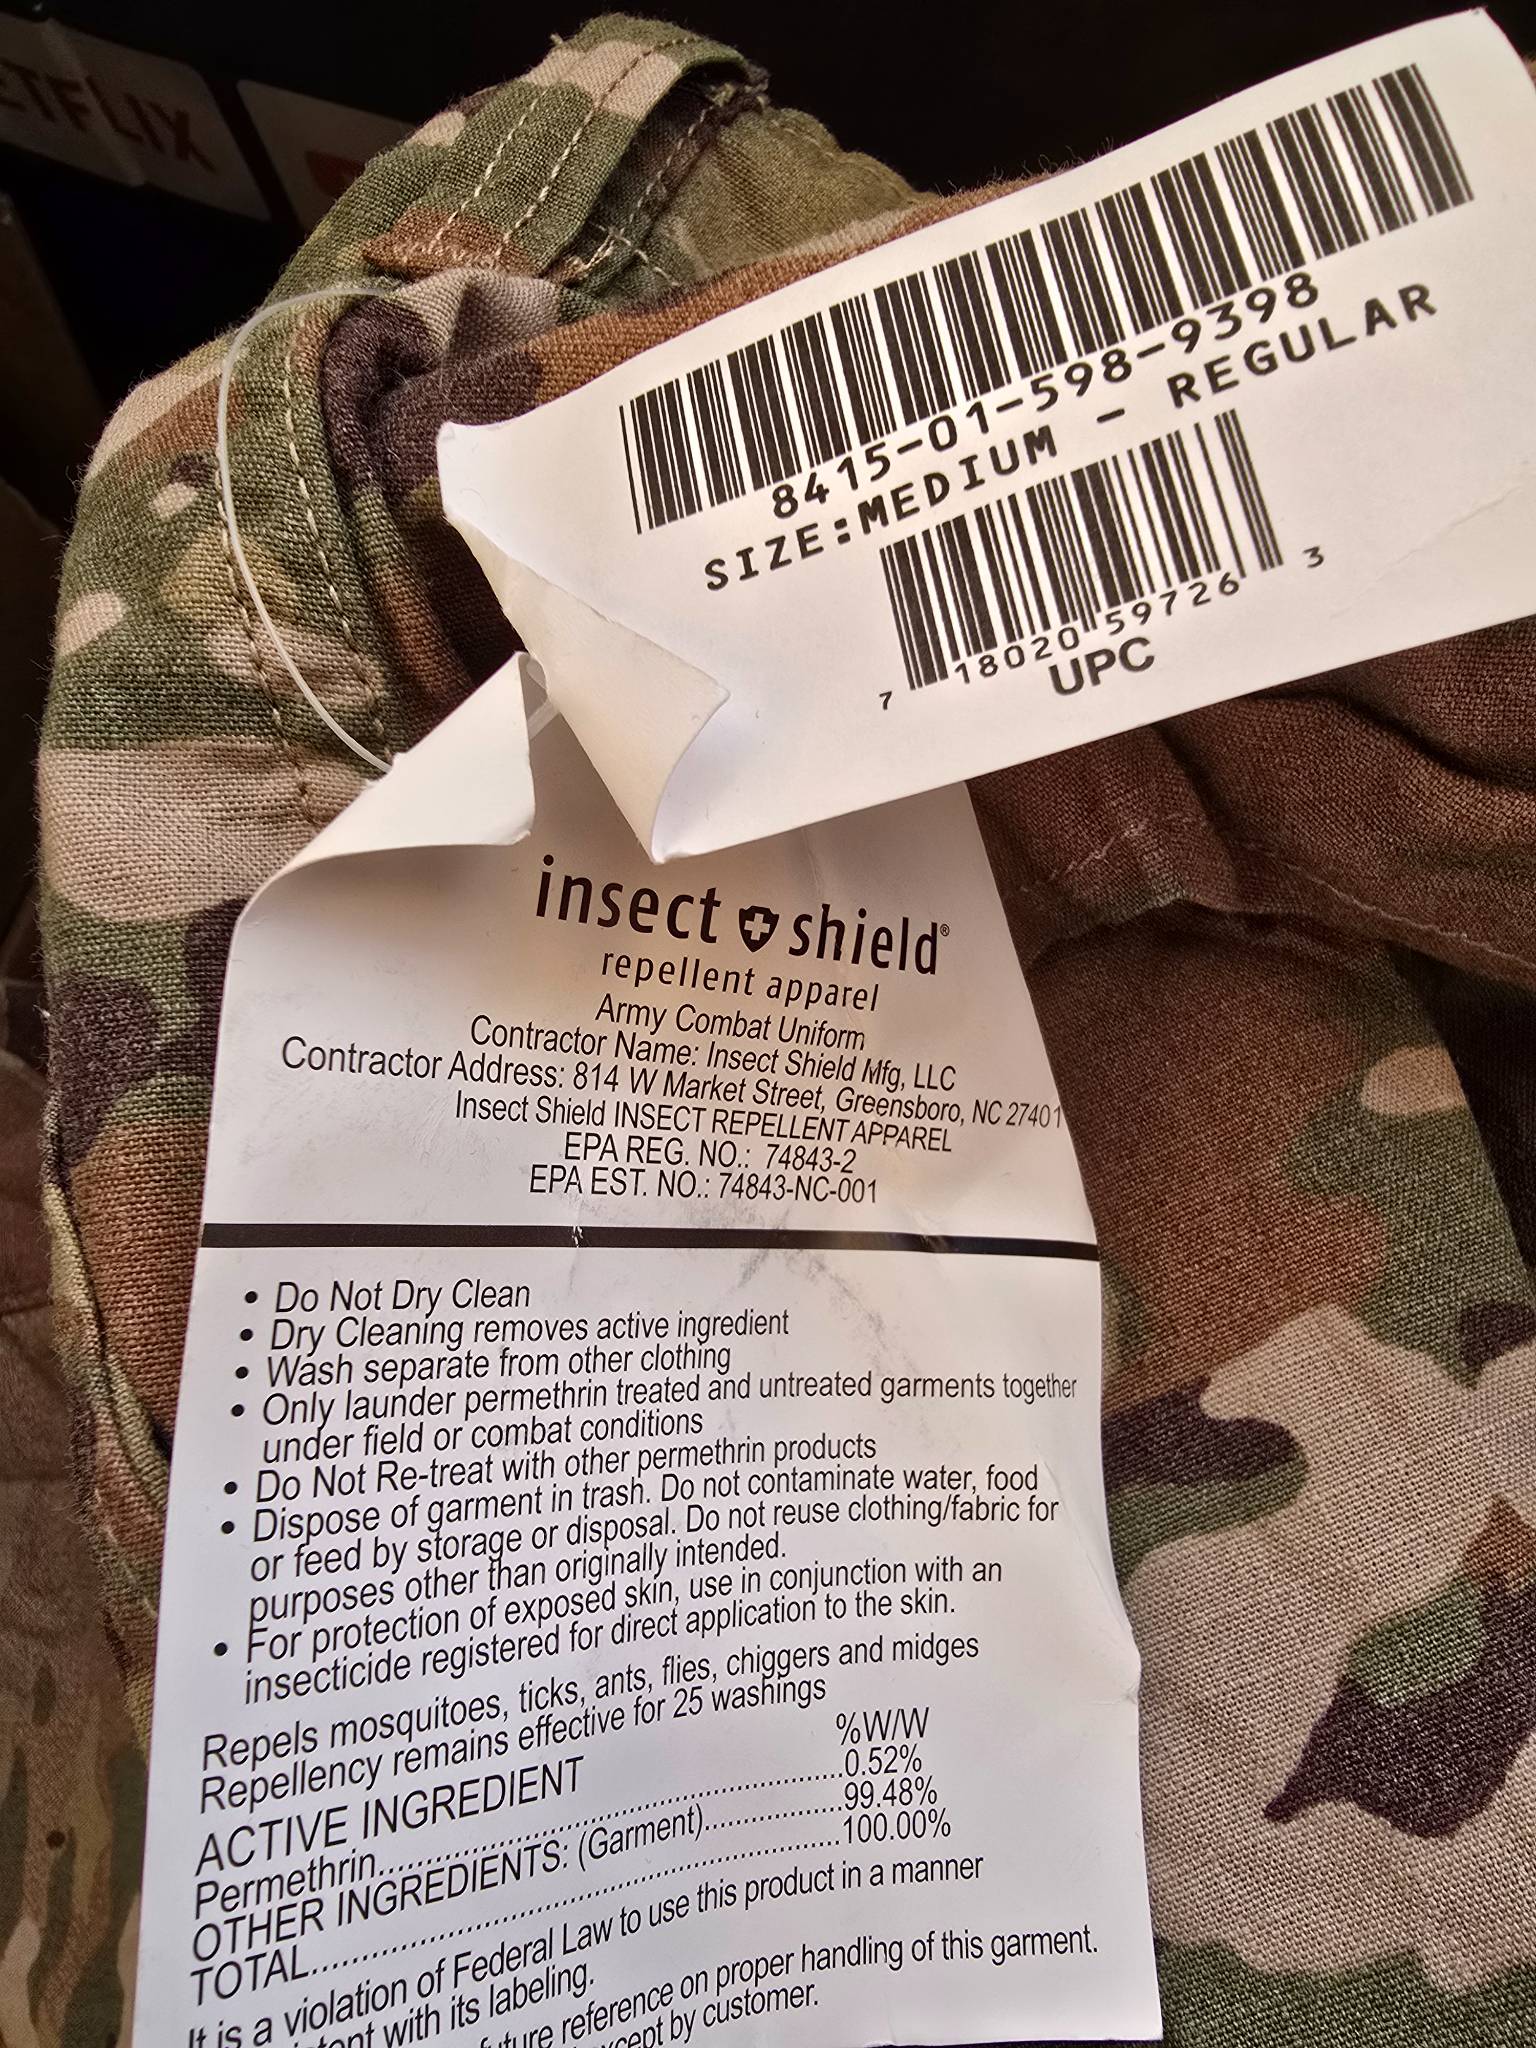 8415-01-598-9398
SIZE:MEDIUM - REGULAR
7 18020 59726 3
UPC
insect shield®
repellent apparel
Army Combat Uniform
Contractor Name: Insect Shield Mfg, LLC
Contractor Address: 814 W Market Street, Greensboro, NC 27401
Insect Shield INSECT REPELLENT APPAREL
EPA REG. NO.: 74843-2
EPA EST. NO.: 74843-NC-001
• Do Not Dry Clean
• Dry Cleaning removes active ingredient
• Wash separate from other clothing
• Only launder permethrin treated and untreated garments together
under field or combat conditions
• Do Not Re-treat with other permethrin products
• Dispose of garment in trash. Do not contaminate water, food
or feed by storage or disposal. Do not reuse clothing/fabric for
purposes other than originally intended.
• For protection of exposed skin, use in conjunction with an
insecticide registered for direct application to the skin.
Repels mosquitoes, ticks, ants, flies, chiggers and midges
Repellency remains effective for 25 washings
ACTIVE INGREDIENT %W/W
Permethrin..............................0.52%
OTHER INGREDIENTS: (Garment)..............99.48%
TOTAL..............................100.00%
It is a violation of Federal Law to use this product in a manner
with its labeling.
reference on proper handling of this garment.
by customer.